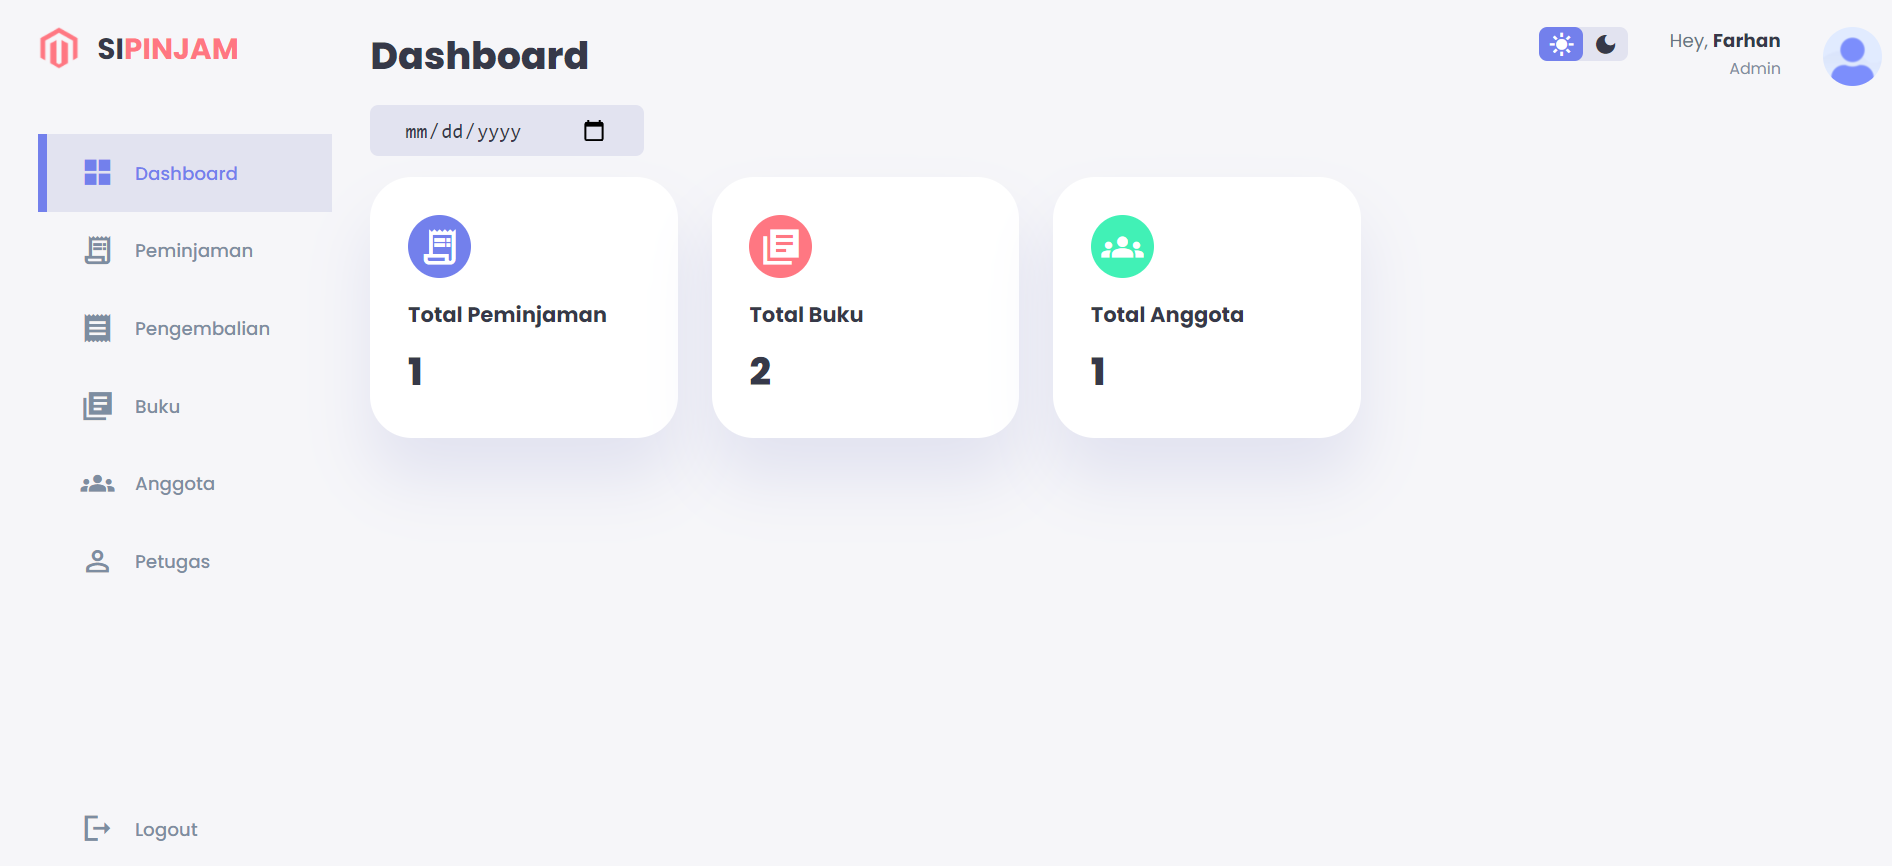 SIPINJAM
Dashboard
Peminjaman
Pengembalian
Buku
Anggota
Petugas
Logout
Dashboard
mm/dd/yyyy
Total Peminjaman
1
Total Buku
2
Total Anggota
1
Hey, Farhan
Admin